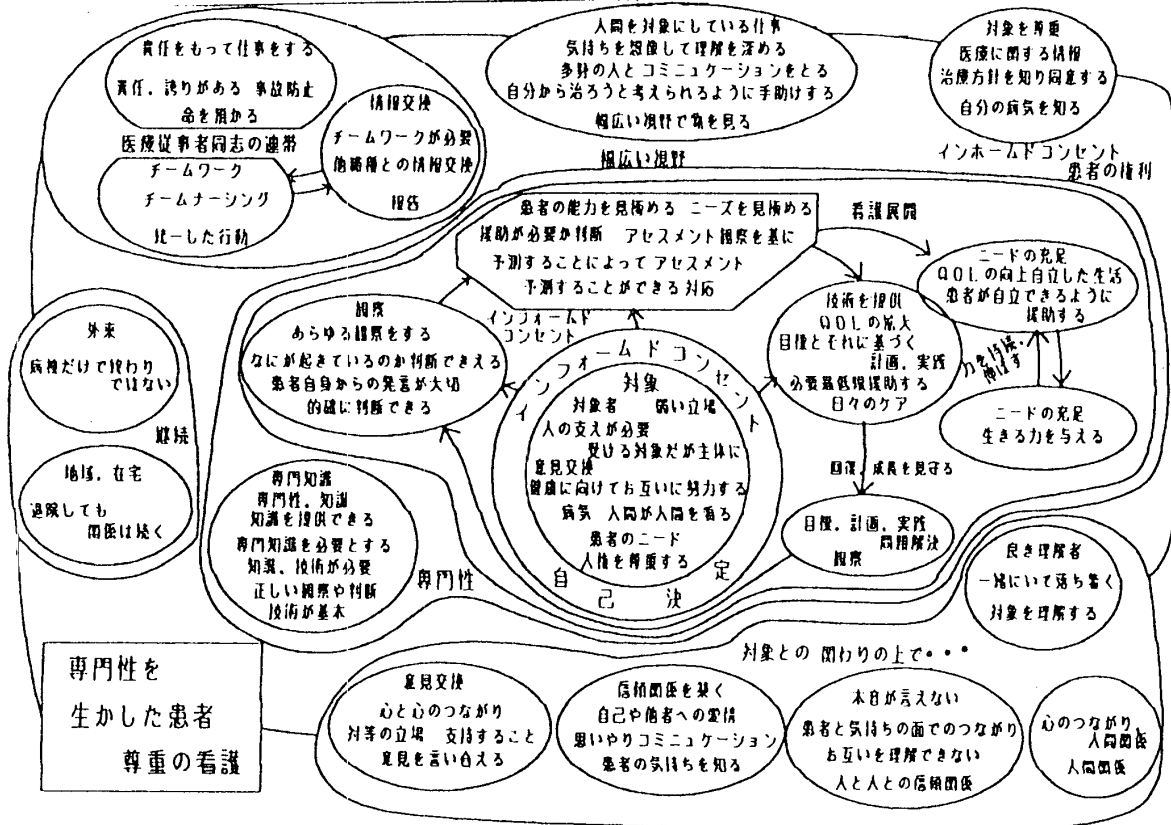 責任をもって仕事をする
責任、誇りがある 事故防止
命を預かる
医療従事者同志の連帯
チームワーク
チームナーシング
統一した行動
情報交換
チームワークが必要
他職種との情報交換
報告
人間を対象にしている仕事
気持ちを想像して理解を深める
多数の人とコミニュケーションをとる
自分から治ろうと考えられるように手助けする
幅広い視野で物を見る
幅広い視野
対象を尊重
医療に関する情報
治療方針を知り同意する
自分の病気を知る
インホームドコンセント
患者の権利
患者の能力を見極める ニーズを見極める
援助が必要か判断 アセスメント観察を基に
予測することによって アセスメント
予測することができる 対応
看護展開
ニードの充足
QOLの向上自立した生活
患者が自立できるように
援助する
技術を提供
QOLの拡大
目標とそれに基づく
計画、実践
必要最低限援助する
日々のケア
力を持続・
伸ばす
ニードの充足
生きる力を与える
回復、成長を見守る
目標、計画、実践
問題解決
観察
観察
あらゆる観察をする
なにが起きているのか判断できえる
患者自身からの発言が大切
的確に判断できる
インフォームド
コンセント
インフォームドコンセント
対象
対象者 弱い立場
人の支えが必要
受ける対象だが主体に
意見交換
健康に向けてお互いに努力する
病気 人間が人間を看る
患者のニード
人権を尊重する
自己決定
外来
病棟だけで終わり
ではない
継続
地域、在宅
退院しても
関係は続く
専門知識
専門性、知識
知識を提供できる
専門知識を必要とする
知識、技術が必要
正しい観察や判断
技術が基本
専門性
良き理解者
一緒にいて落ち着く
対象を理解する
対象との関わりの上で・・・
専門性を
生かした患者
尊重の看護
意見交換
心と心のつながり
対等の立場 支持すること
意見を言い合える
信頼関係を築く
自己や他者への愛情
思いやりコミニュケーション
患者の気持ちを知る
本音が言えない
患者と気持ちの面でのつながり
お互いを理解できない
人と人との信頼関係
心のつながり、
人間関係
人間関係